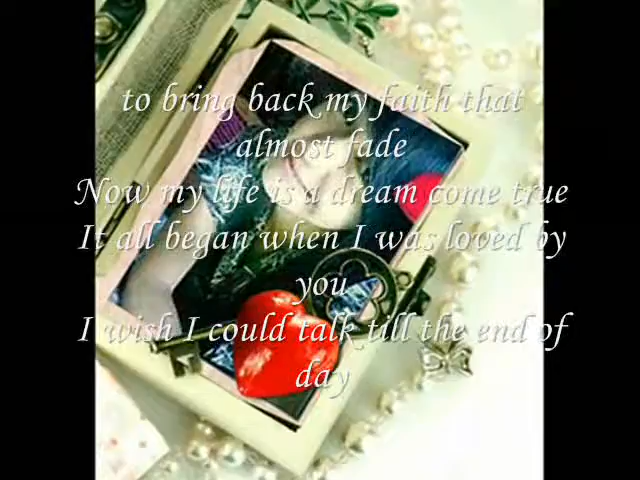 to bring back my faith that
almost fade
Now my life is a dream come true
It all began when I was loved by
you
I wish I could talk till the end of
day